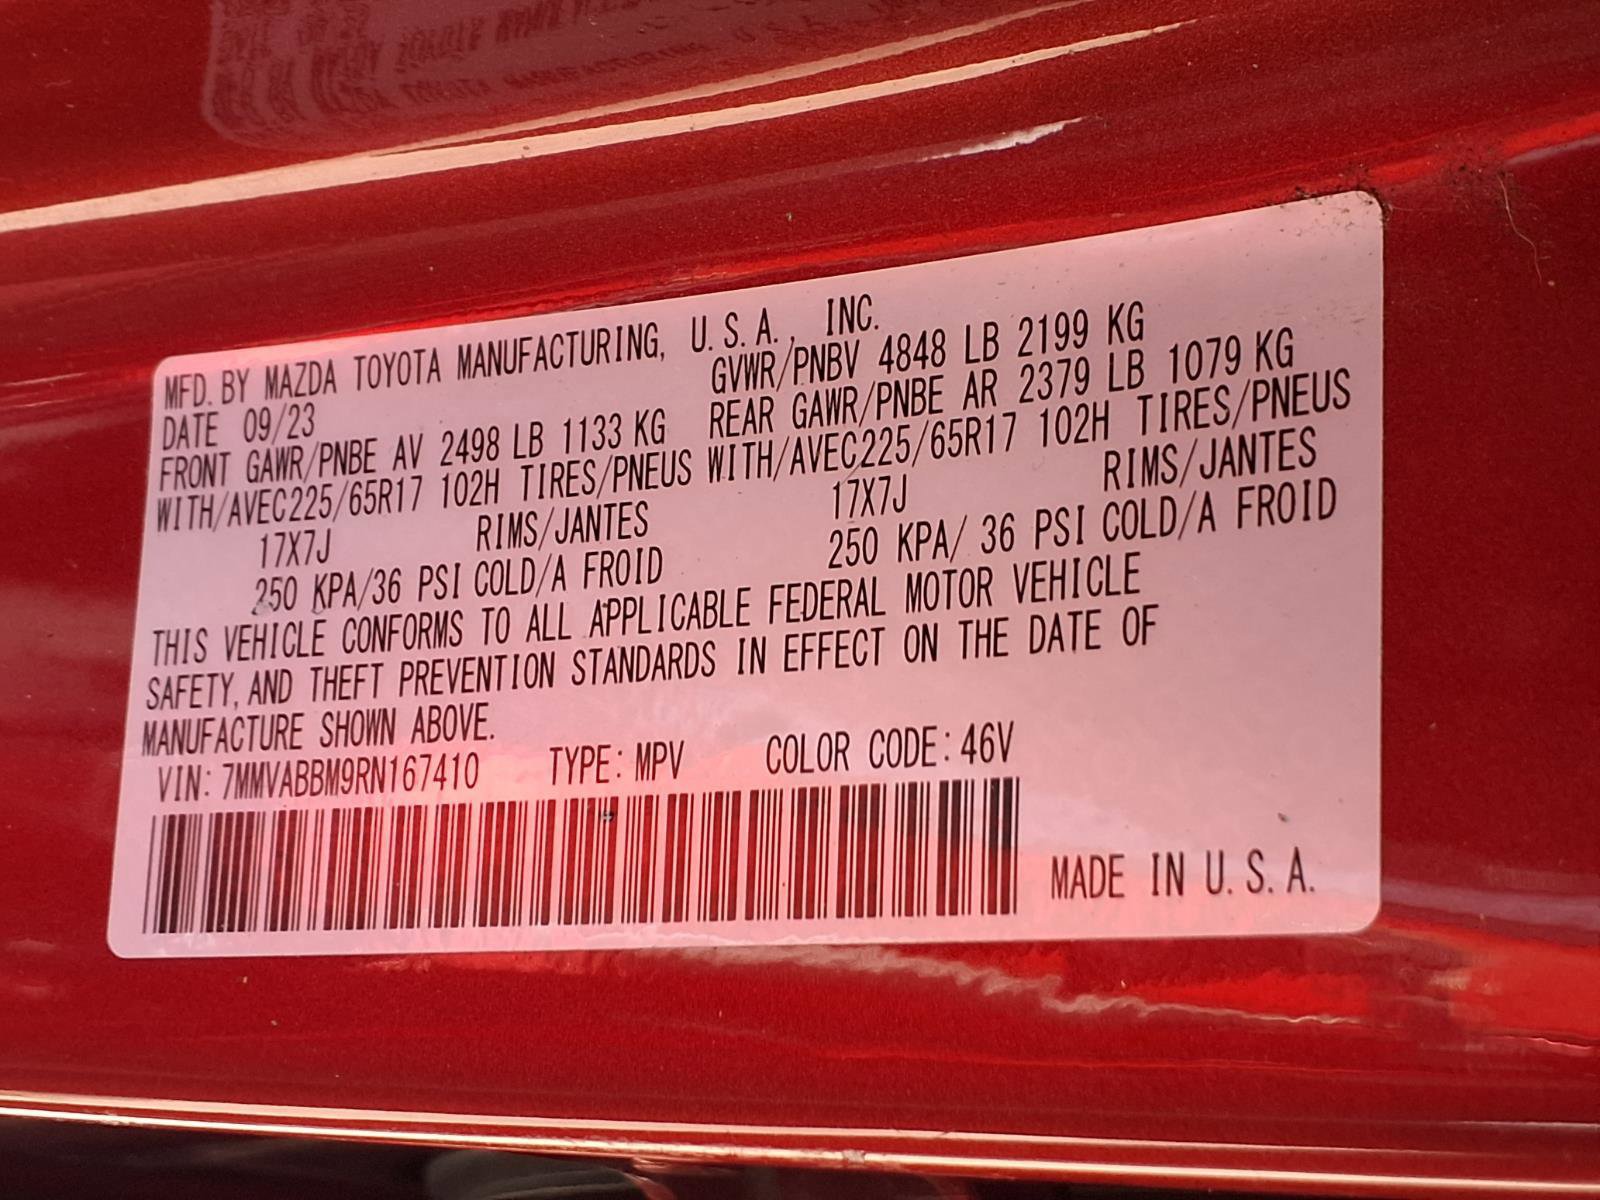 MFD. BY MAZDA TOYOTA MANUFACTURING, U.S.A., INC.
DATE 09/23 GVWR/PNBV 4848 LB 2199 KG
FRONT GAWR/PNBE AV 2498 LB 1133 KG REAR GAWR/PNBE AR 2379 LB 1079 KG
WITH/AVEC225/65R17 102H TIRES/PNEUS WITH/AVEC225/65R17 102H TIRES/PNEUS
17X7J RIMS/JANTES 17X7J RIMS/JANTES
250 KPA/36 PSI COLD/A FROID 250 KPA/ 36 PSI COLD/A FROID
THIS VEHICLE CONFORMS TO ALL APPLICABLE FEDERAL MOTOR VEHICLE
SAFETY, AND THEFT PREVENTION STANDARDS IN EFFECT ON THE DATE OF
MANUFACTURE SHOWN ABOVE.
VIN: 7MMVABBM9RN167410 TYPE: MPV COLOR CODE: 46V
MADE IN U.S.A.